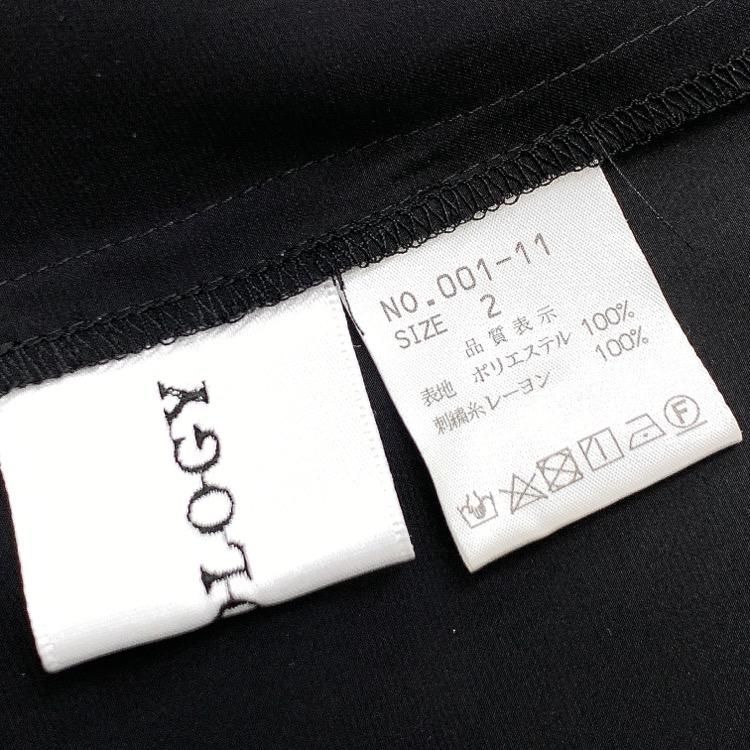 LOGY
NO.001-11
SIZE 2
品質表示
表地 ポリエステル 100%
刺繍糸レーヨン 100%
F